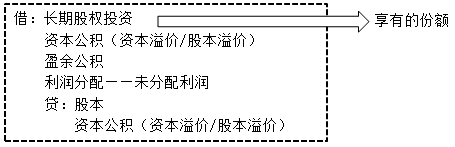 借：长期股权投资 享有的份额
资本公积（资本溢价/股本溢价）
盈余公积
利润分配－－未分配利润
贷：股本
资本公积（资本溢价/股本溢价）